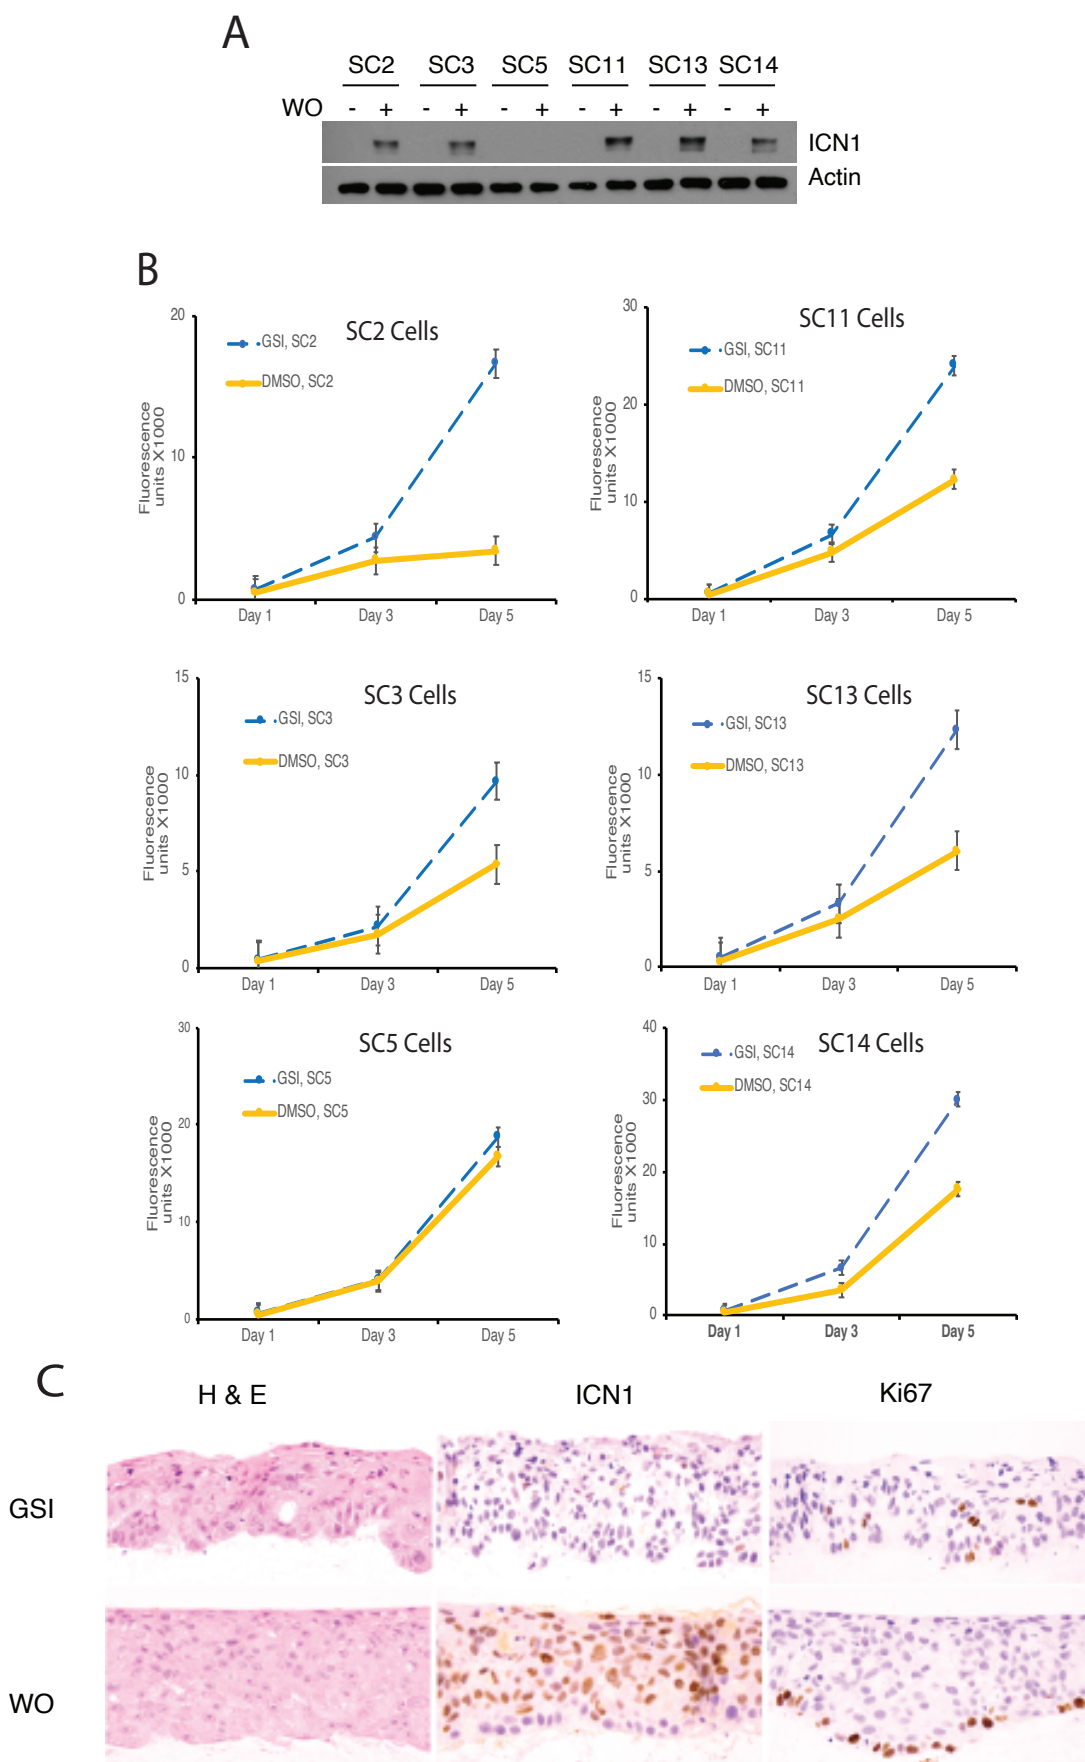 A
SC2 SC3 SC5 SC11 SC13 SC14
WO - + - + - + - + - + - +
ICN1
Actin
B
SC2 Cells
GSI, SC2
DMSO, SC2
Fluorescence
units X1000
20
10
0
Day 1 Day 3 Day 5
SC11 Cells
GSI, SC11
DMSO, SC11
Fluorescence
units X1000
30
20
10
0
Day 1 Day 3 Day 5
SC3 Cells
GSI, SC3
DMSO, SC3
Fluorescence
units X1000
15
10
5
0
Day 1 Day 3 Day 5
SC13 Cells
GSI, SC13
DMSO, SC13
Fluorescence
units X1000
15
10
5
0
Day 1 Day 3 Day 5
SC5 Cells
GSI, SC5
DMSO, SC5
Fluorescence
units X1000
30
20
10
0
Day 1 Day 3 Day 5
SC14 Cells
GSI, SC14
DMSO, SC14
Fluorescence
units X1000
40
30
20
10
0
Day 1 Day 3 Day 5
C
H & E ICN1 Ki67
GSI
WO